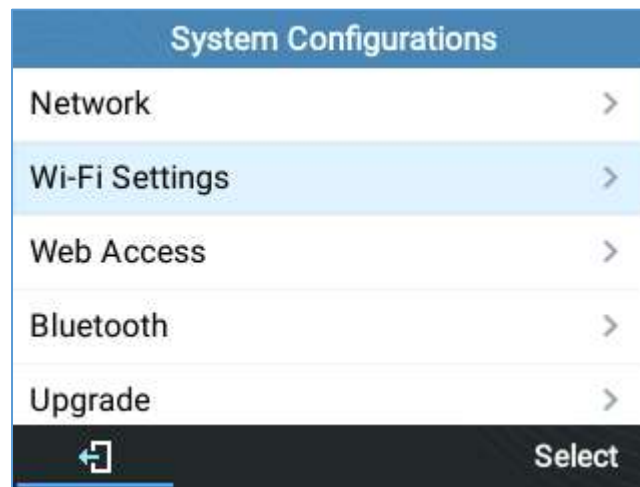 System Configurations
Network
Wi-Fi Settings
Web Access
Bluetooth
Upgrade
Select